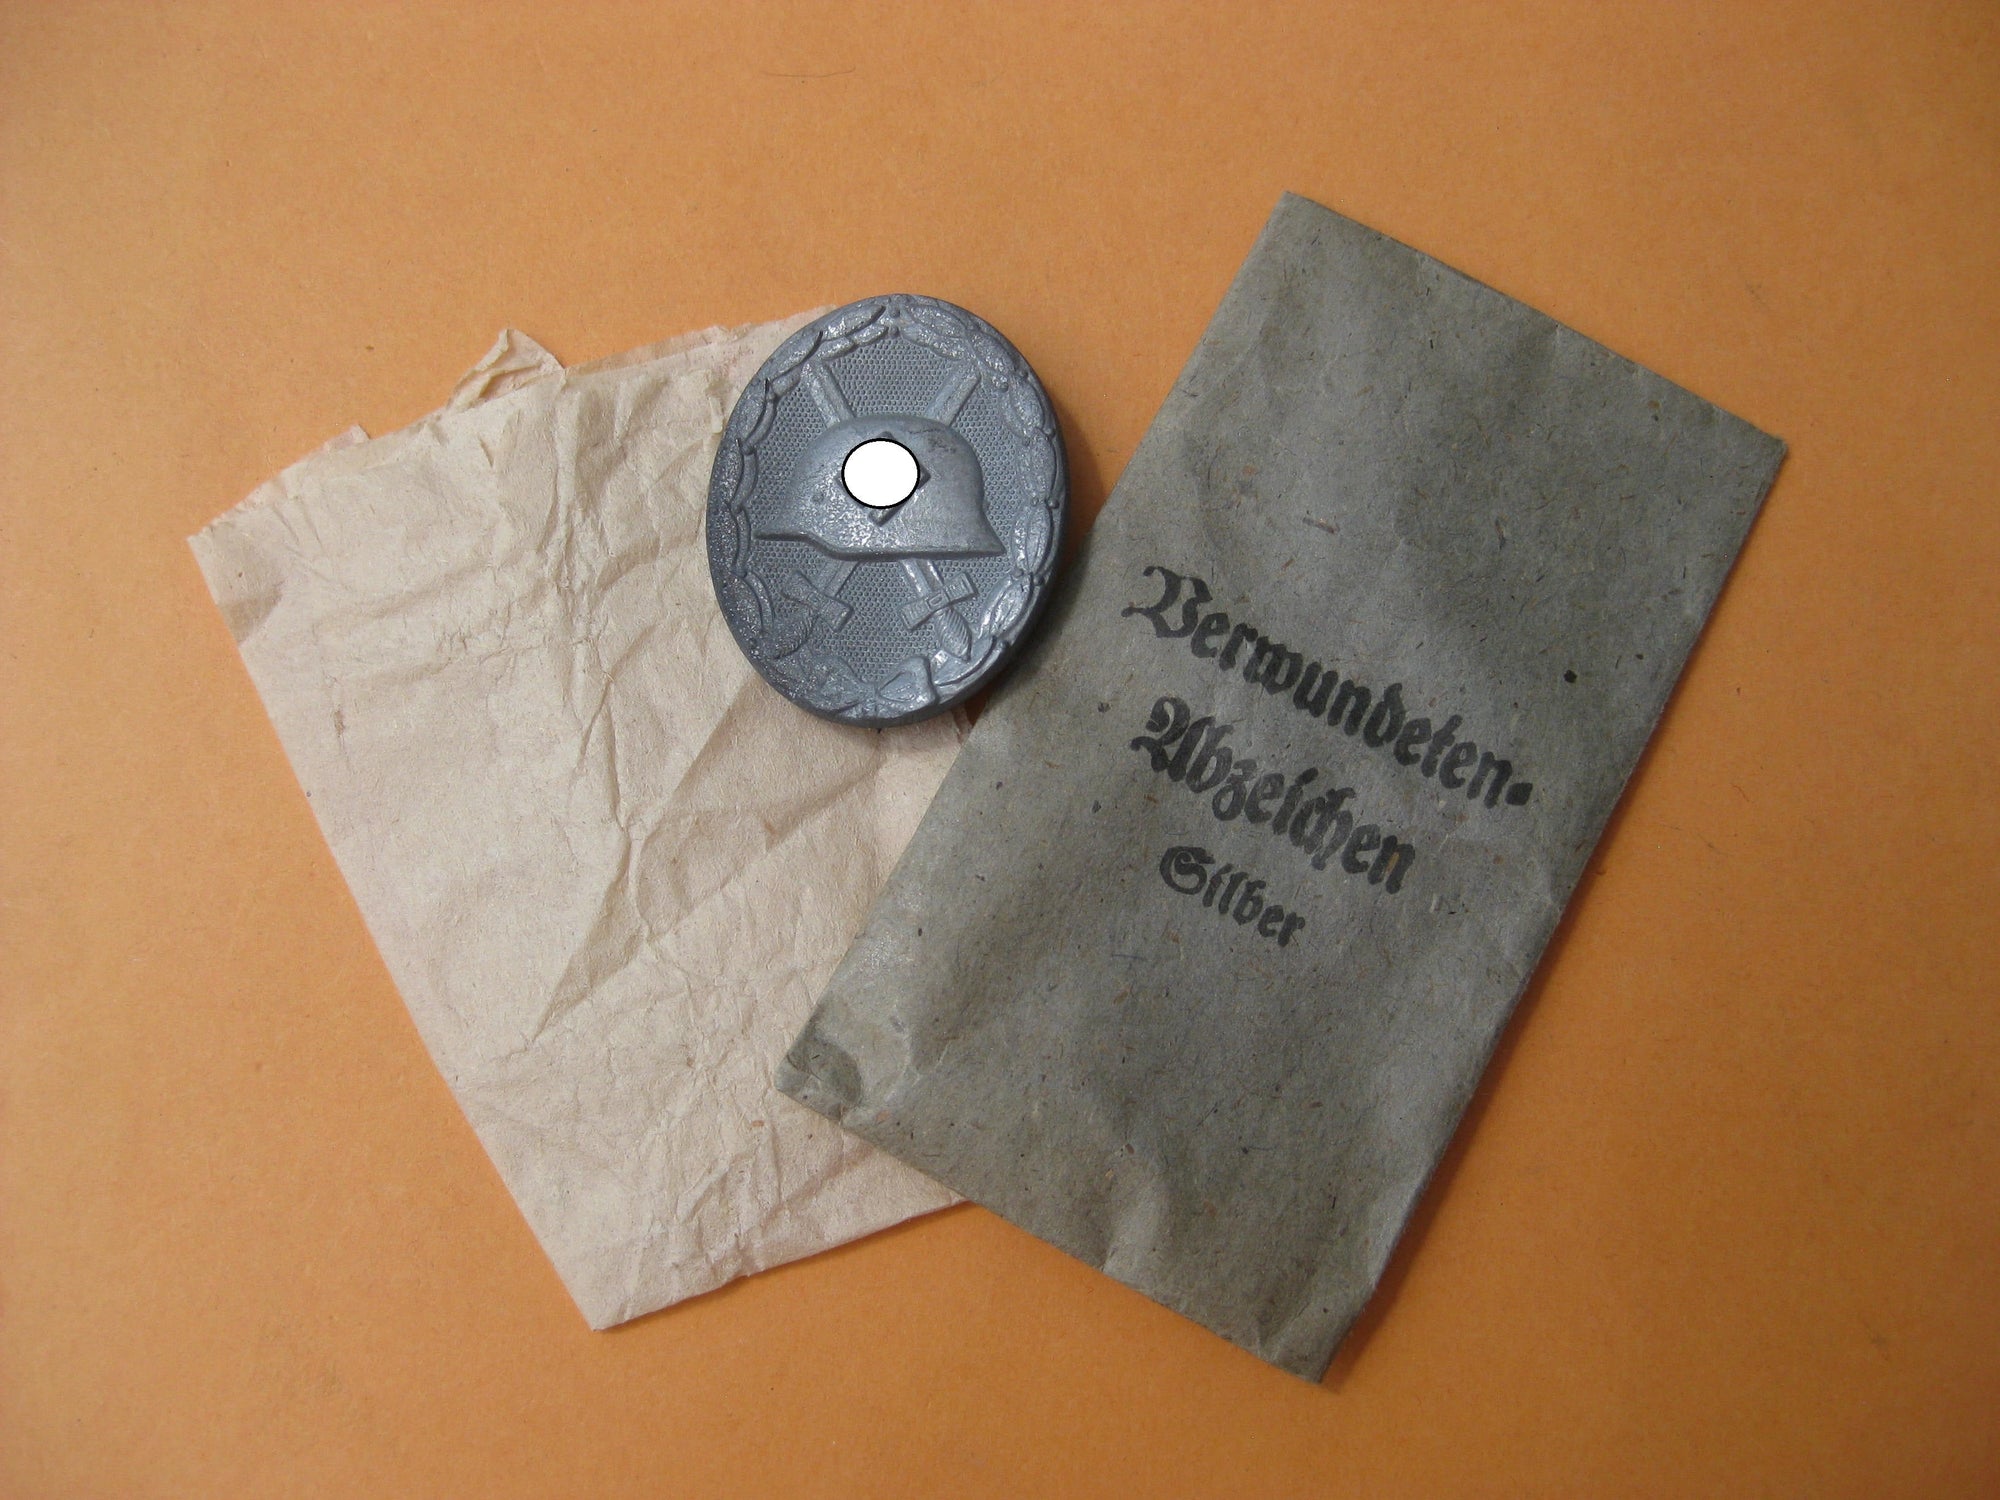 Verwundeten-
Abzeichen
Silber